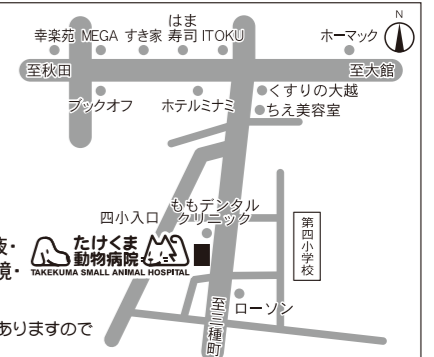 はま
幸楽苑 MEGA すき家 寿司 ITOKU ホーマック N
至秋田 至大館
ブックオフ ホテルミナミ くすりの大越
ちえ美容室
ももデンタル
クリニック
四小入口
第四小学校
たけくま
動物病院
TAKEKUMA SMALL ANIMAL HOSPITAL
ローソン
至三種町
ありますので